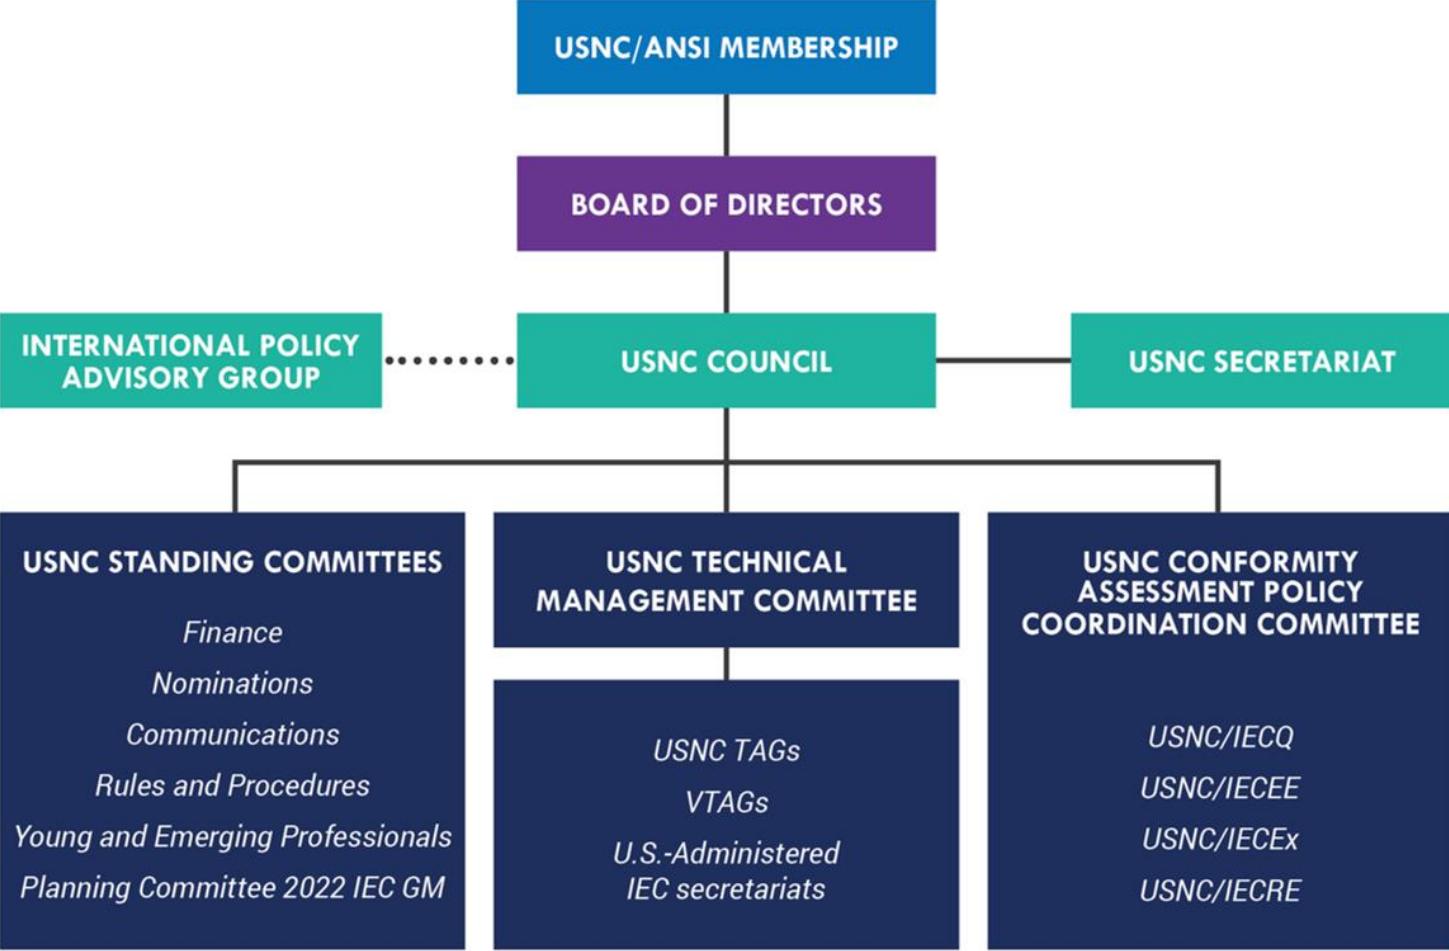 USNC/ANSI MEMBERSHIP
BOARD OF DIRECTORS
INTERNATIONAL POLICY
ADVISORY GROUP
USNC COUNCIL
USNC SECRETARIAT
USNC STANDING COMMITTEES
Finance
Nominations
Communications
Rules and Procedures
Young and Emerging Professionals
Planning Committee 2022 IEC GM
USNC TECHNICAL
MANAGEMENT COMMITTEE
USNC TAGs
VTAGs
U.S.-Administered
IEC secretariats
USNC CONFORMITY
ASSESSMENT POLICY
COORDINATION COMMITTEE
USNC/IECQ
USNC/IECEE
USNC/IECEx
USNC/IECRE